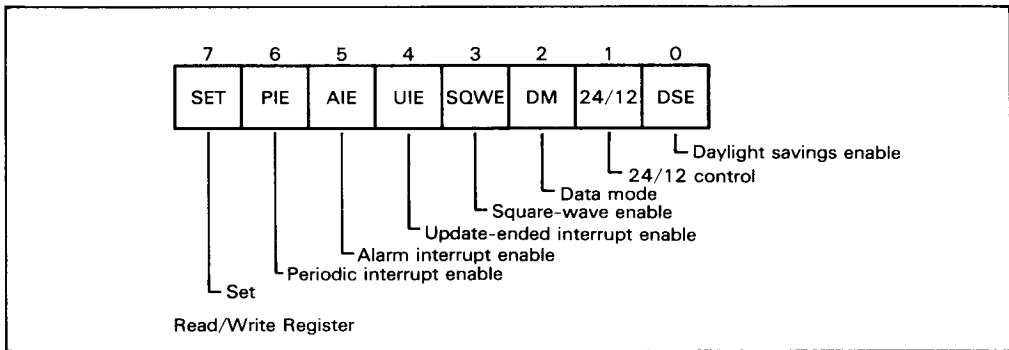 7 6 5 4 3 2 1 0
SET PIE AIE UIE SQWE DM 24/12 DSE
Daylight savings enable
24/12 control
Data mode
Square-wave enable
Update-ended interrupt enable
Alarm interrupt enable
Periodic interrupt enable
Set
Read/Write Register